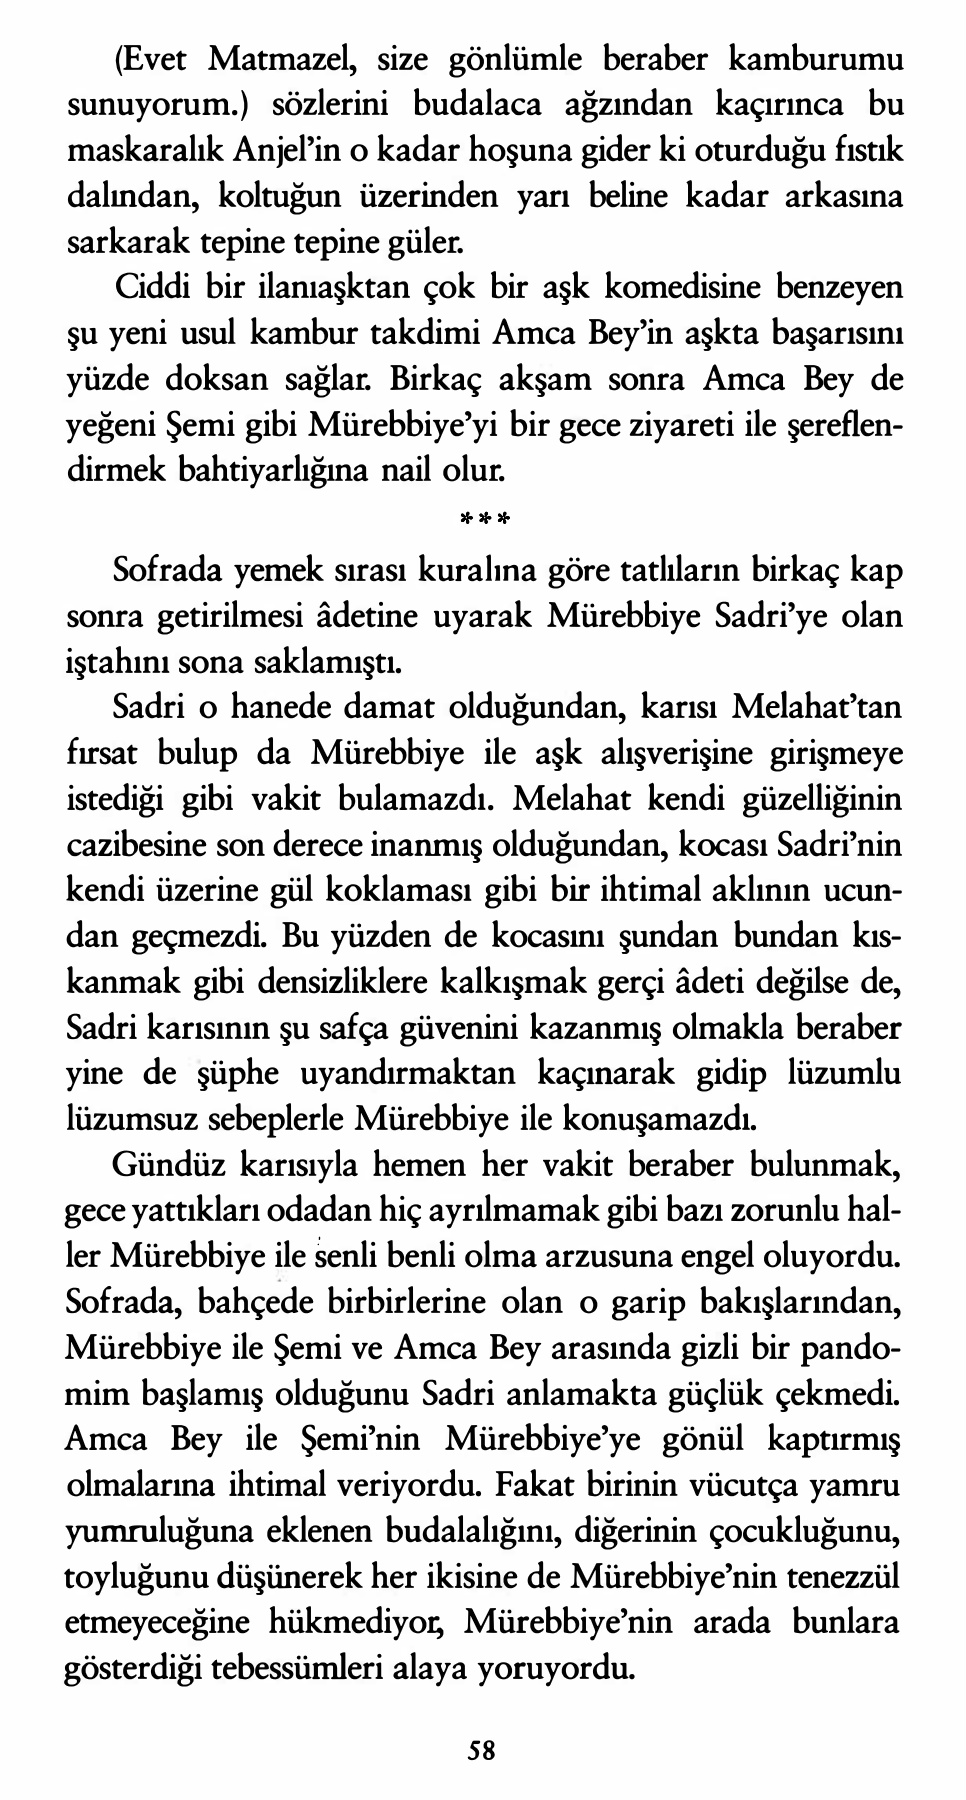 (Evet Matmazel, size gönlümle beraber kamburumu
sunuyorum.) sözlerini budalaca ağzından kaçırınca bu
maskaralık Anjel’in o kadar hoşuna gider ki oturduğu fıstık
dalından, koltuğun üzerinden yarı beline kadar arkasına
sarkarak tepine tepine güler.
Ciddi bir ilanıaşktan çok bir aşk komedisine benzeyen
şu yeni usul kambur takdimi Amca Bey’in aşkta başarısını
yüzde doksan sağlar. Birkaç akşam sonra Amca Bey de
yeğeni Şemi gibi Mürebbiye’yi bir gece ziyareti ile şereflen-
dirmek bahtiyarlığına nail olur.
***
Sofrada yemek sırası kuralına göre tatlıların birkaç kap
sonra getirilmesi âdetine uyarak Mürebbiye Sadri’ye olan
iştahını sona saklamıştı.
Sadri o hanede damat olduğundan, karısı Melahat’tan
fırsat bulup da Mürebbiye ile aşk alışverişine girişmeye
istediği gibi vakit bulamazdı. Melahat kendi güzelliğinin
cazibesine son derece inanmış olduğundan, kocası Sadri’nin
kendi üzerine gül koklaması gibi bir ihtimal aklının ucun-
dan geçmezdi. Bu yüzden de kocasını şundan bundan kıs-
kanmak gibi densizliklere kalkışmak gerçi âdeti değilse de,
Sadri karısının şu safça güvenini kazanmış olmakla beraber
yine de şüphe uyandırmaktan kaçınarak gidip lüzumlu
lüzumsuz sebeplerle Mürebbiye ile konuşamazdı.
Gündüz karısıyla hemen her vakit beraber bulunmak,
gece yattıkları odadan hiç ayrılmamak gibi bazı zorunlu hal-
ler Mürebbiye ile senli benli olma arzusuna engel oluyordu.
Sofrada, bahçede birbirlerine olan o garip bakışlarından,
Mürebbiye ile Şemi ve Amca Bey arasında gizli bir pando-
mim başlamış olduğunu Sadri anlamakta güçlük çekmedi.
Amca Bey ile Şemi’nin Mürebbiye’ye gönül kaptırmış
olmalarına ihtimal veriyordu. Fakat birinin vücutça yamru
yumruluğuna eklenen budalalığını, diğerinin çocukluğunu,
toyluğunu düşünerek her ikisine de Mürebbiye’nin tenezzül
etmeyeceğine hükmediyor, Mürebbiye’nin arada bunlara
gösterdiği tebessümleri alaya yoruyordu.
58